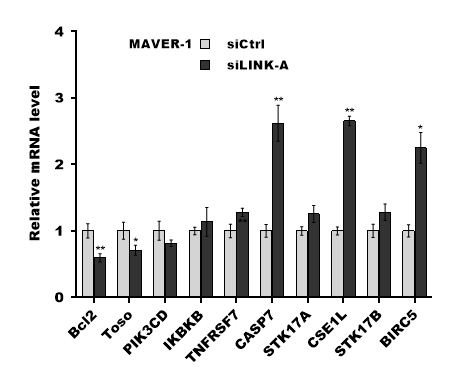 MAVER-1 siCtrl
siLINK-A
Relative mRNA level
4
3
2
1
0
**
*
**
**
**
*
Bcl2
Toso
PIK3CD
IKBKB
TNFRSF7
CASP7
STK17A
CSE1L
STK17B
BIRC5